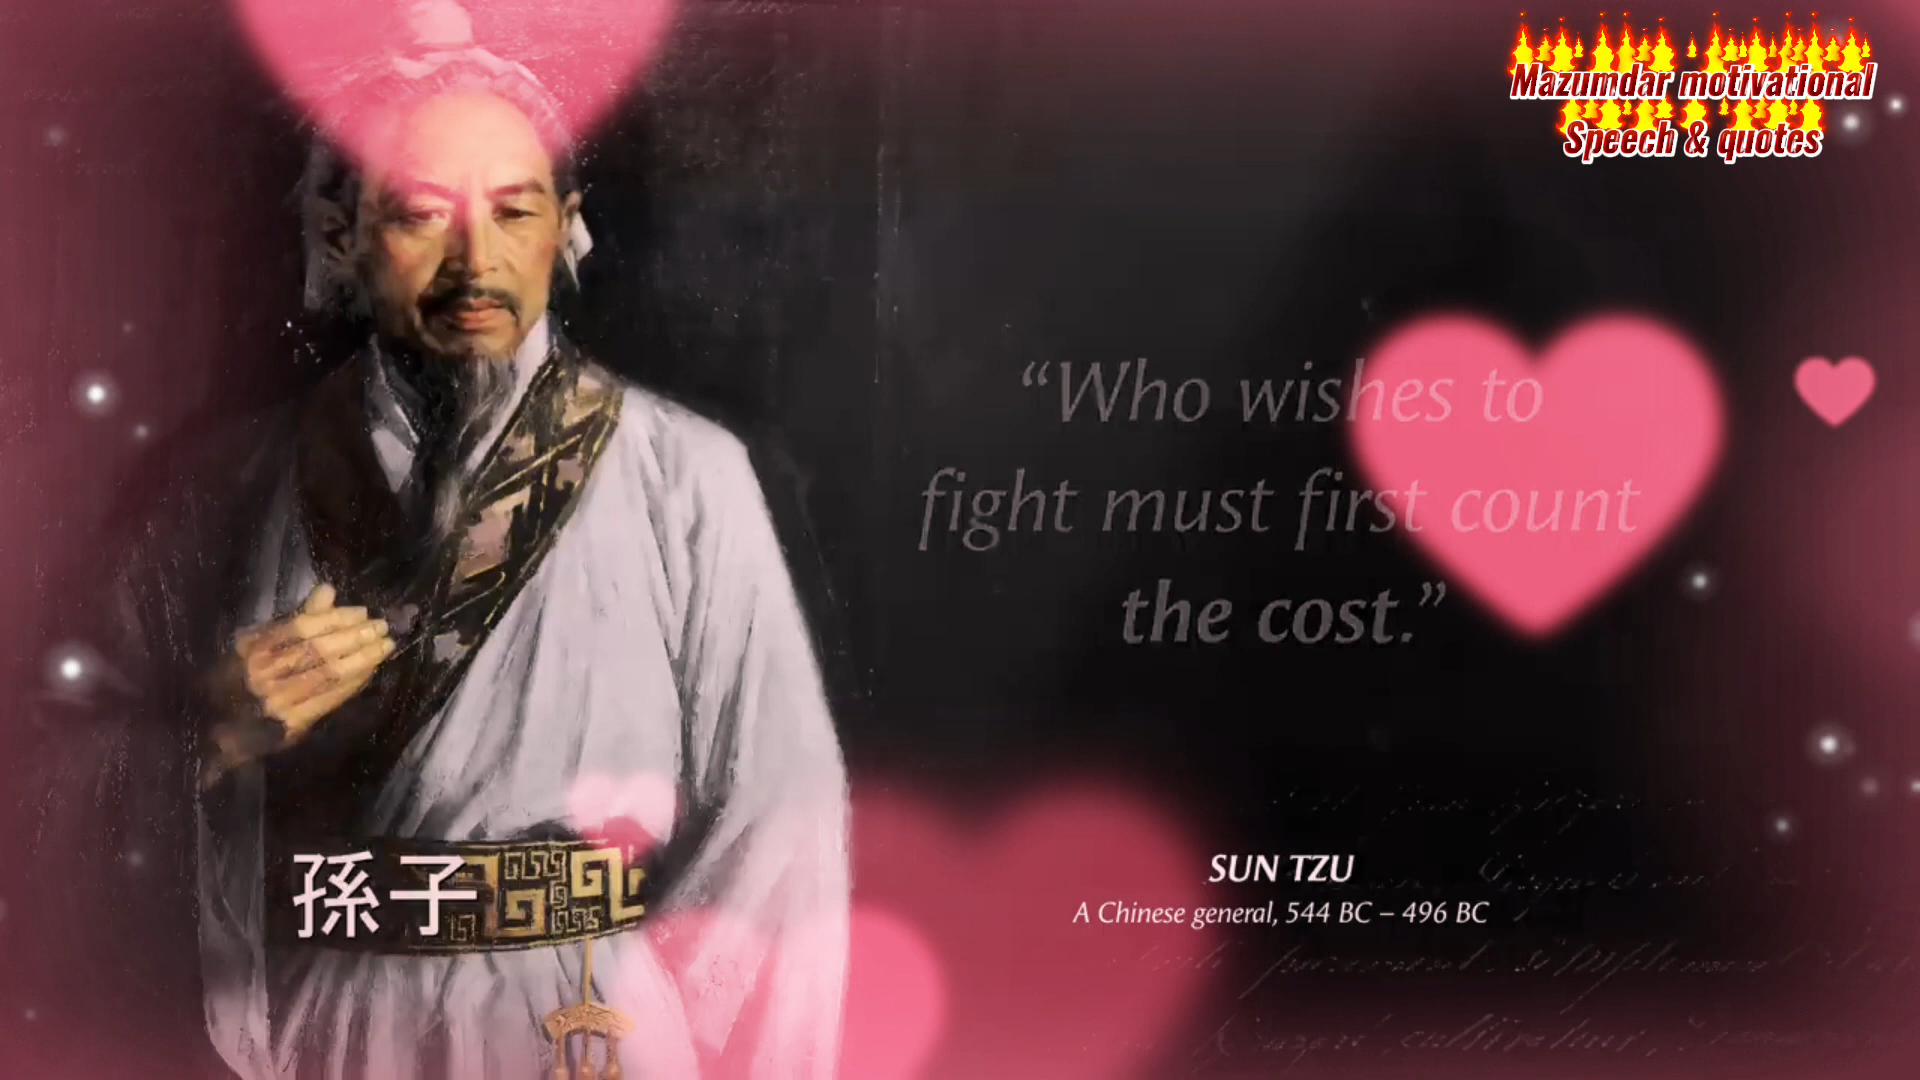 Mazumdar motivational
Speech & quotes
“Who wishes to
fight must first count
the cost.”
孫子
SUN TZU
A Chinese general, 544 BC – 496 BC